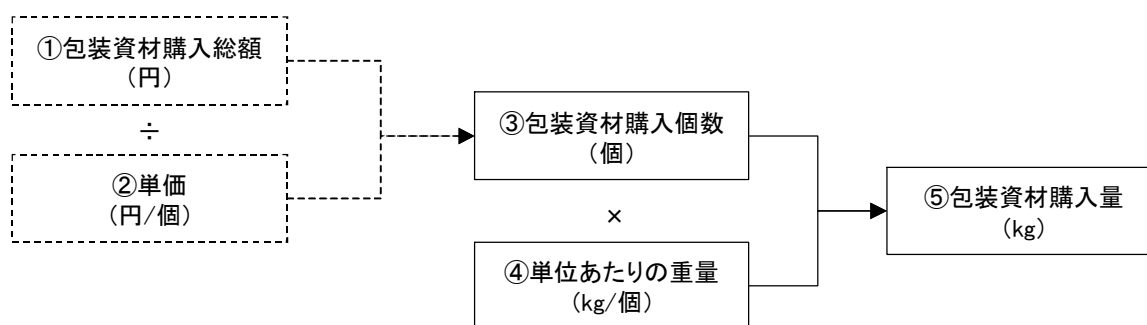 ①包装資材購入総額
(円)
÷
②単価
(円/個)
③包装資材購入個数
(個)
×
④単位あたりの重量
(kg/個)
⑤包装資材購入量
(kg)